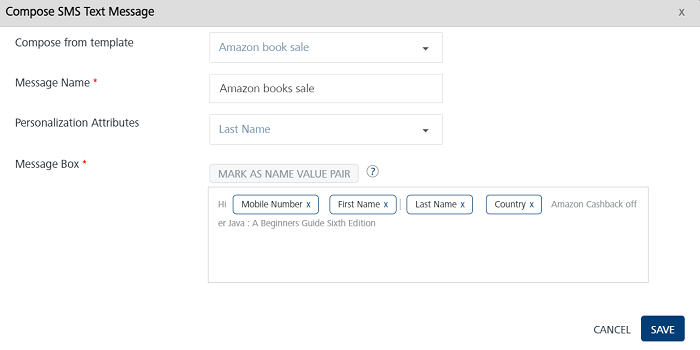 Compose SMS Text Message x
Compose from template Amazon book sale
Message Name * Amazon books sale
Personalization Attributes Last Name
Message Box * MARK AS NAME VALUE PAIR ?
Hi Mobile Number x First Name x Last Name x Country x Amazon Cashback off
er Java : A Beginners Guide Sixth Edition
CANCEL SAVE